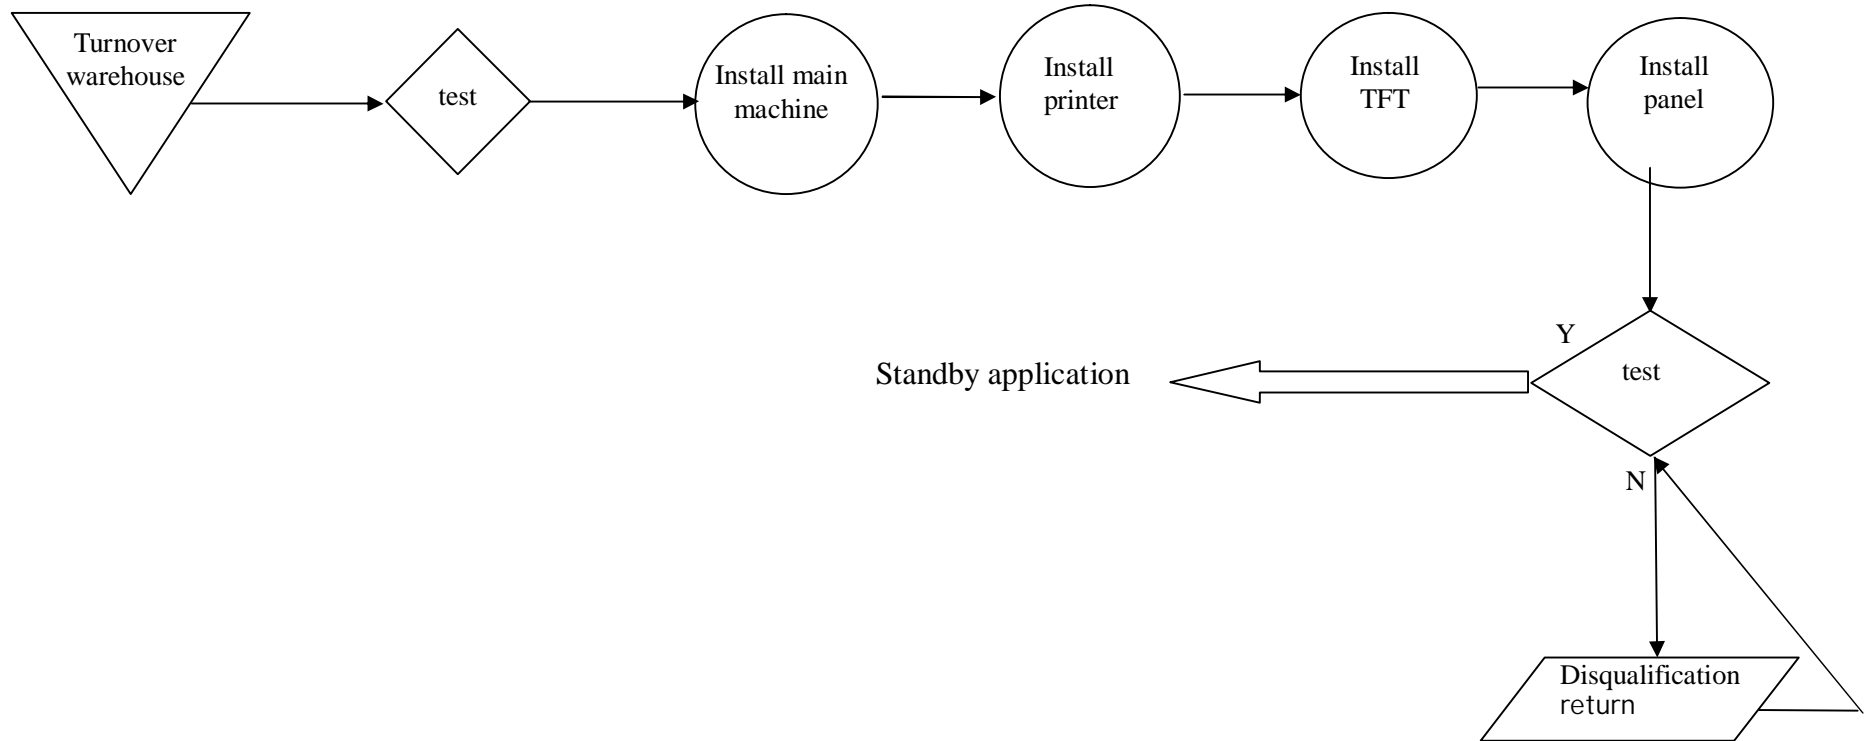 Turnover
warehouse
test
Install main
machine
Install
printer
Install
TFT
Install
panel
Y
Standby application
test
N
Disqualification
return